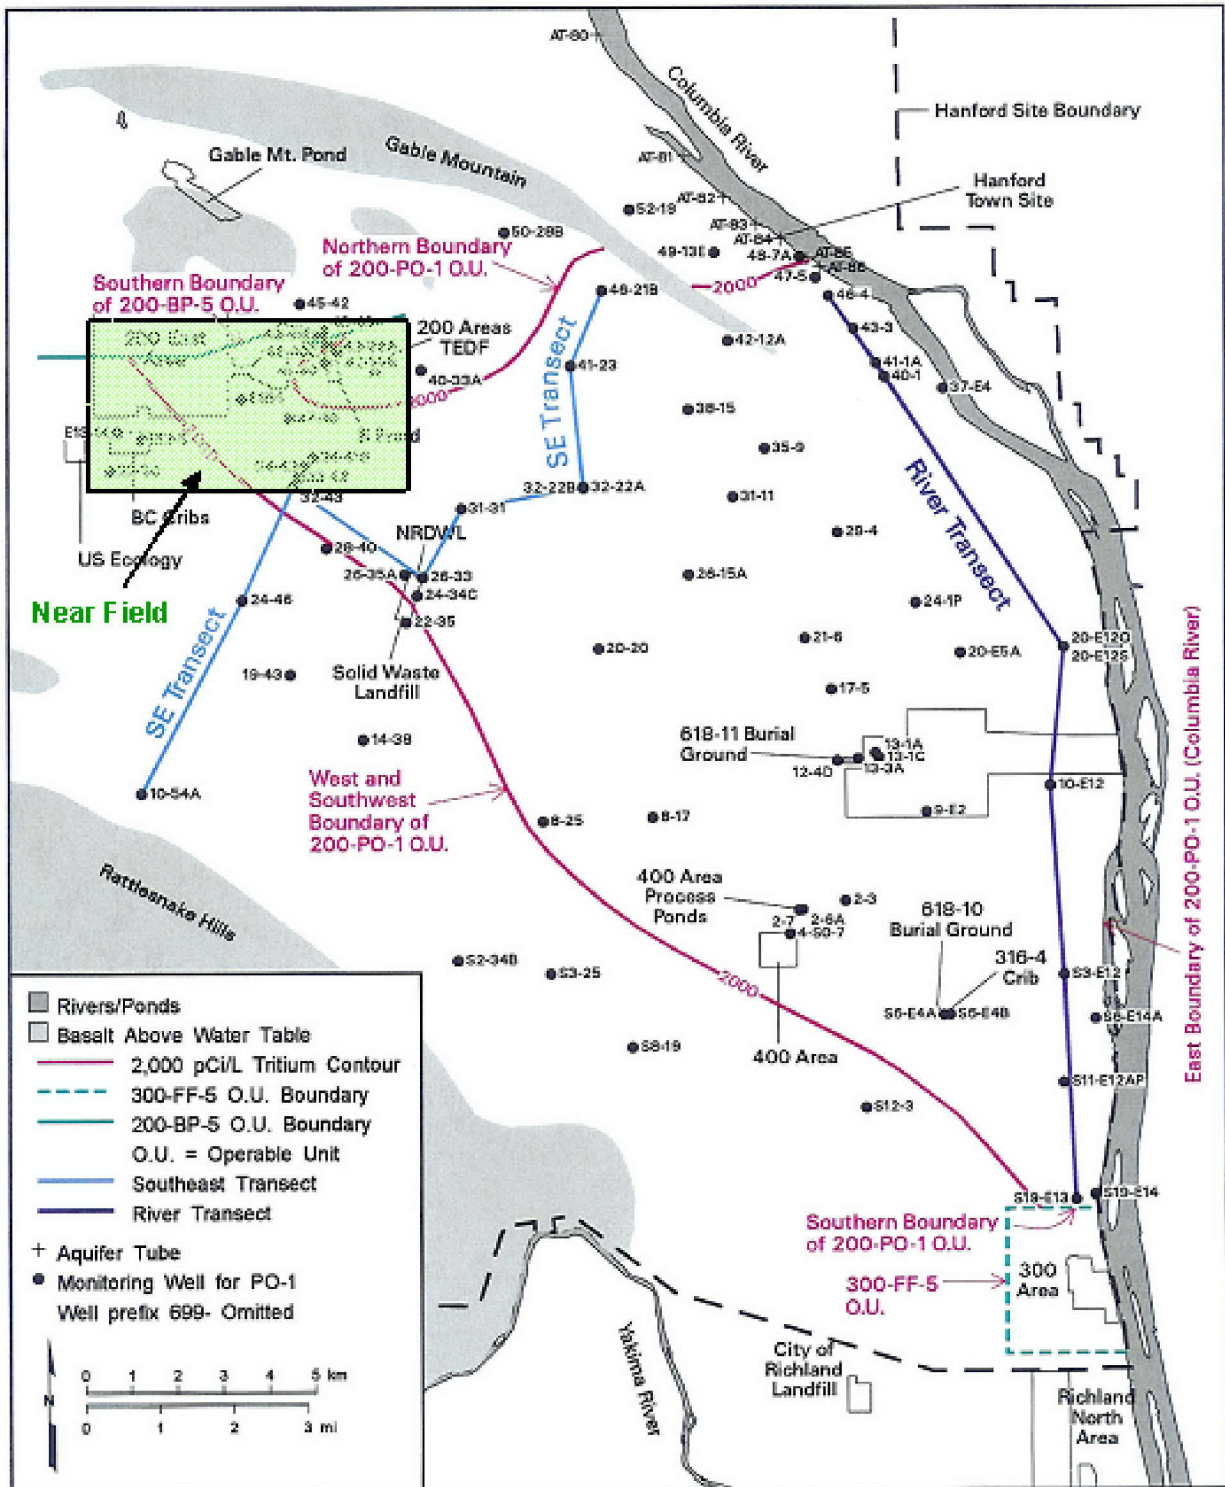 AT-80
Columbia River
Hanford Site Boundary
AT-81
Gable Mt. Pond
Gable Mountain
AT-82
Hanford
Town Site
S2-19
AT-83
AT-84
50-28B
Northern Boundary
of 200-PO-1 O.U.
49-13E
48-7A
AT-85
AT-86
47-5
Southern Boundary
of 200-BP-5 O.U.
2000
46-21B
46-4
45-42
200 East
Area
200 Areas
TEDF
43-3
42-12A
41-23
41-1A
40-1
40-33A
37-E4
2000
38-15
SE Transect
35-9
32-43
32-22B
32-22A
31-31
31-11
River Transect
BC Cribs
NRDWL
29-4
US Ecology
28-40
26-35A
26-33
26-15A
24-34C
Near Field
24-46
24-1P
22-35
21-6
20-E12O
20-E12S
20-20
20-E5A
SE Transect
19-43
Solid Waste
Landfill
17-5
East Boundary of 200-PO-1 O.U. (Columbia River)
14-38
618-11 Burial
Ground
13-1A
13-1C
13-3A
12-4D
West and
Southwest
Boundary of
200-PO-1 O.U.
10-54A
10-E12
9-E2
8-25
8-17
Rattlesnake Hills
400 Area
Process
Ponds
2-3
2-7
2-6A
4-S0-7
618-10
Burial Ground
316-4
Crib
S2-34B
S3-25
2000
S3-E12
S6-E4A
S6-E4B
S6-E14A
S8-19
400 Area
S11-E12AP
S12-3
Rivers/Ponds
Basalt Above Water Table
2,000 pCi/L Tritium Contour
300-FF-5 O.U. Boundary
200-BP-5 O.U. Boundary
O.U. = Operable Unit
Southeast Transect
River Transect
Aquifer Tube
Monitoring Well for PO-1
Well prefix 699- Omitted
N
0 1 2 3 4 5 km
0 1 2 3 mi
S19-E13
S19-E14
Southern Boundary
of 200-PO-1 O.U.
300-FF-5
O.U.
300
Area
Yakima River
City of
Richland
Landfill
Richland
North
Area